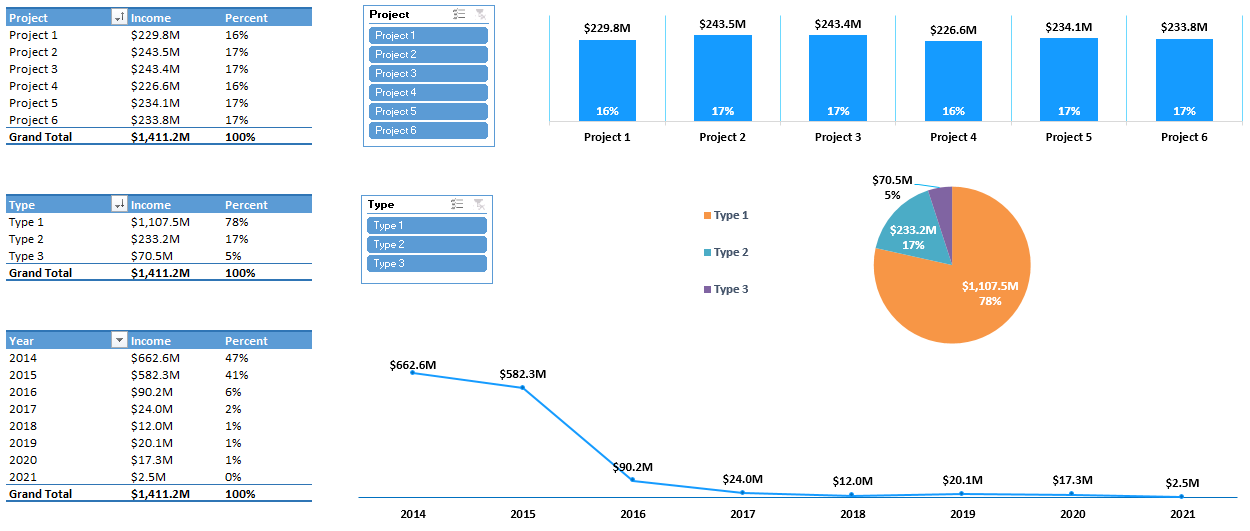 Project Income Percent
Project 1 $229.8M 16%
Project 2 $243.5M 17%
Project 3 $243.4M 17%
Project 4 $226.6M 16%
Project 5 $234.1M 17%
Project 6 $233.8M 17%
Grand Total $1,411.2M 100%
Project
Project 1
Project 2
Project 3
Project 4
Project 5
Project 6
$229.8M $243.5M $243.4M $226.6M $234.1M $233.8M
16% 17% 17% 16% 17% 17%
Project 1 Project 2 Project 3 Project 4 Project 5 Project 6
Type Income Percent
Type 1 $1,107.5M 78%
Type 2 $233.2M 17%
Type 3 $70.5M 5%
Grand Total $1,411.2M 100%
Type
Type 1
Type 2
Type 3
Type 1
Type 2
Type 3
$70.5M
5%
$233.2M
17%
$1,107.5M
78%
Year Income Percent
2014 $662.6M 47%
2015 $582.3M 41%
2016 $90.2M 6%
2017 $24.0M 2%
2018 $12.0M 1%
2019 $20.1M 1%
2020 $17.3M 1%
2021 $2.5M 0%
Grand Total $1,411.2M 100%
$662.6M $582.3M $90.2M $24.0M $12.0M $20.1M $17.3M $2.5M
2014 2015 2016 2017 2018 2019 2020 2021